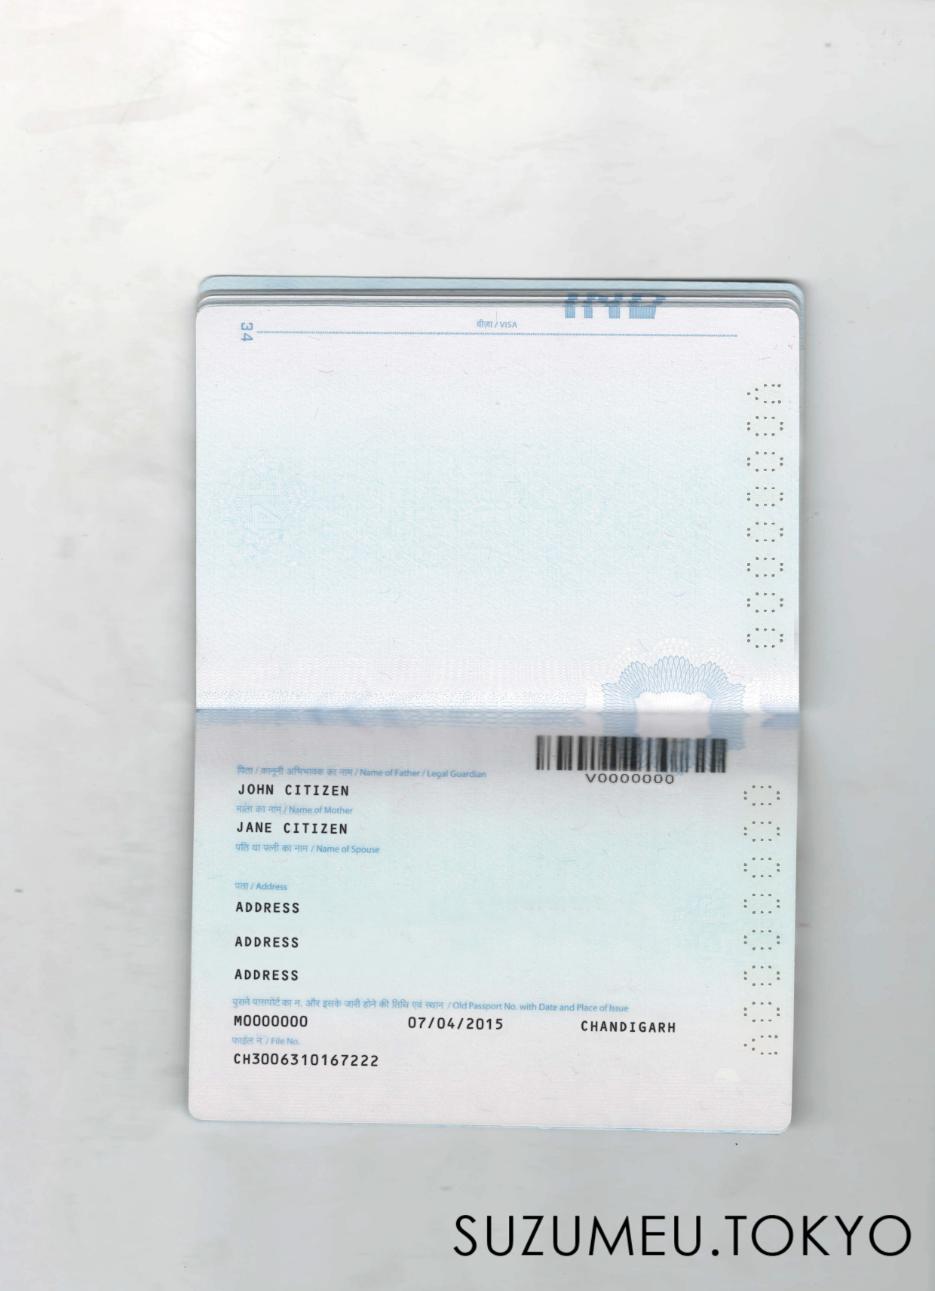 34
वीज़ा / VISA
V0000000
V0000000
पिता / कानूनी अभिभावक का नाम / Name of Father / Legal Guardian
JOHN CITIZEN
माता का नाम / Name of Mother
JANE CITIZEN
पति या पत्नी का नाम / Name of Spouse
पता / Address
ADDRESS
ADDRESS
ADDRESS
पुराने पासपोर्ट का न. और इसके जारी होने की तिथि एवं स्थान / Old Passport No. with Date and Place of Issue
M0000000 07/04/2015 CHANDIGARH
फाईल न / File No.
CH3006310167222
V0000000
SUZUMEU.TOKYO